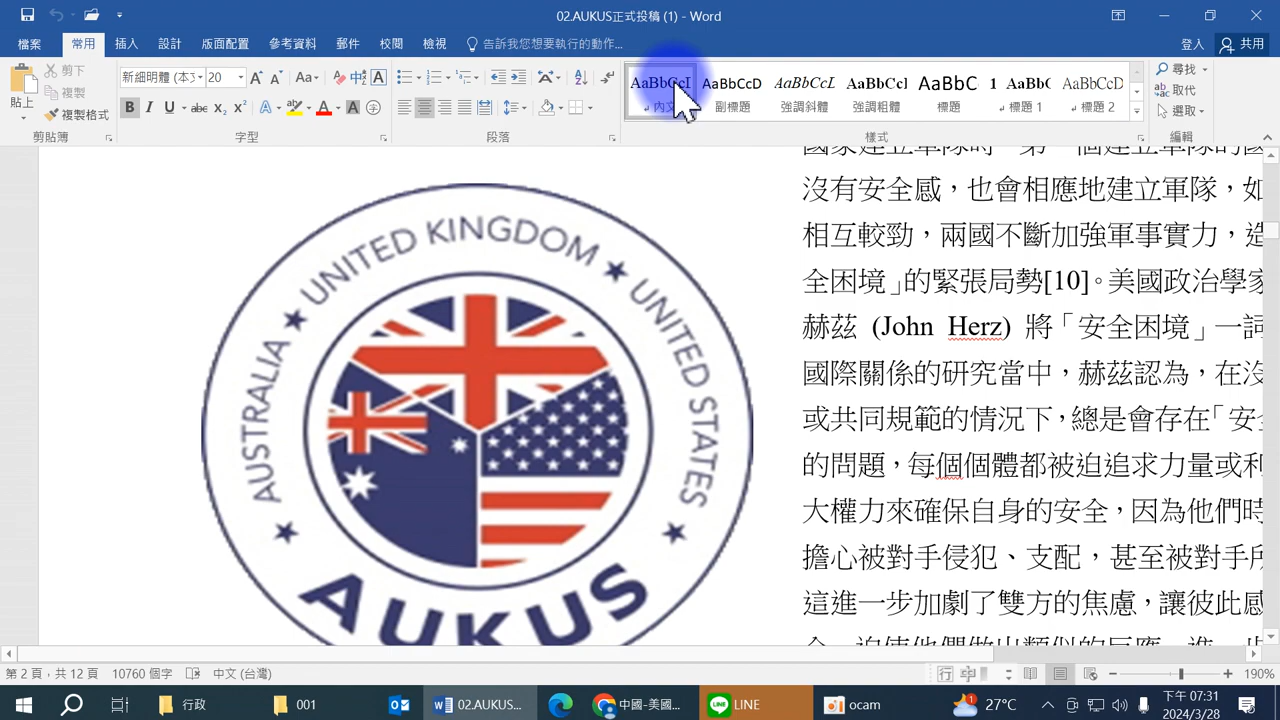 02.AUKUS正式投稿 (1) - Word
檔案 常用 插入 設計 版面配置 參考資料 郵件 校閱 檢視 告訴我您想要執行的動作... 登入 共用
貼上 剪下 複製 複製格式
新細明體 (本文 20
AaBbCcI AaBbCcD AaBbCcL AaBbCcl AaBbC 1 AaBb( AaBbCcD
內文 副標題 強調斜體 強調粗體 標題 標題 1 標題 2
尋找 取代 選取
剪貼簿 字型 段落 樣式 編輯
AUSTRALIA ★ UNITED KINGDOM ★ UNITED STATES
AUKUS
沒有安全感，也會相應地建立軍隊，如
相互較勁，兩國不斷加強軍事實力，造
全困境」的緊張局勢[10]。美國政治學家
赫茲 (John Herz) 將「安全困境」一詞
國際關係的研究當中，赫茲認為，在沒
或共同規範的情況下，總是會存在「安全
的問題，每個個體都被迫追求力量或利
大權力來確保自身的安全，因為他們時
擔心被對手侵犯、支配，甚至被對手所
這進一步加劇了雙方的焦慮，讓彼此感
第 2 頁，共 12 頁 10760 個字 中文 (台灣) 190%
行政 001 02.AUKUS... 中國-美國... LINE ocam 27°C 下午 07:31
2024/3/28